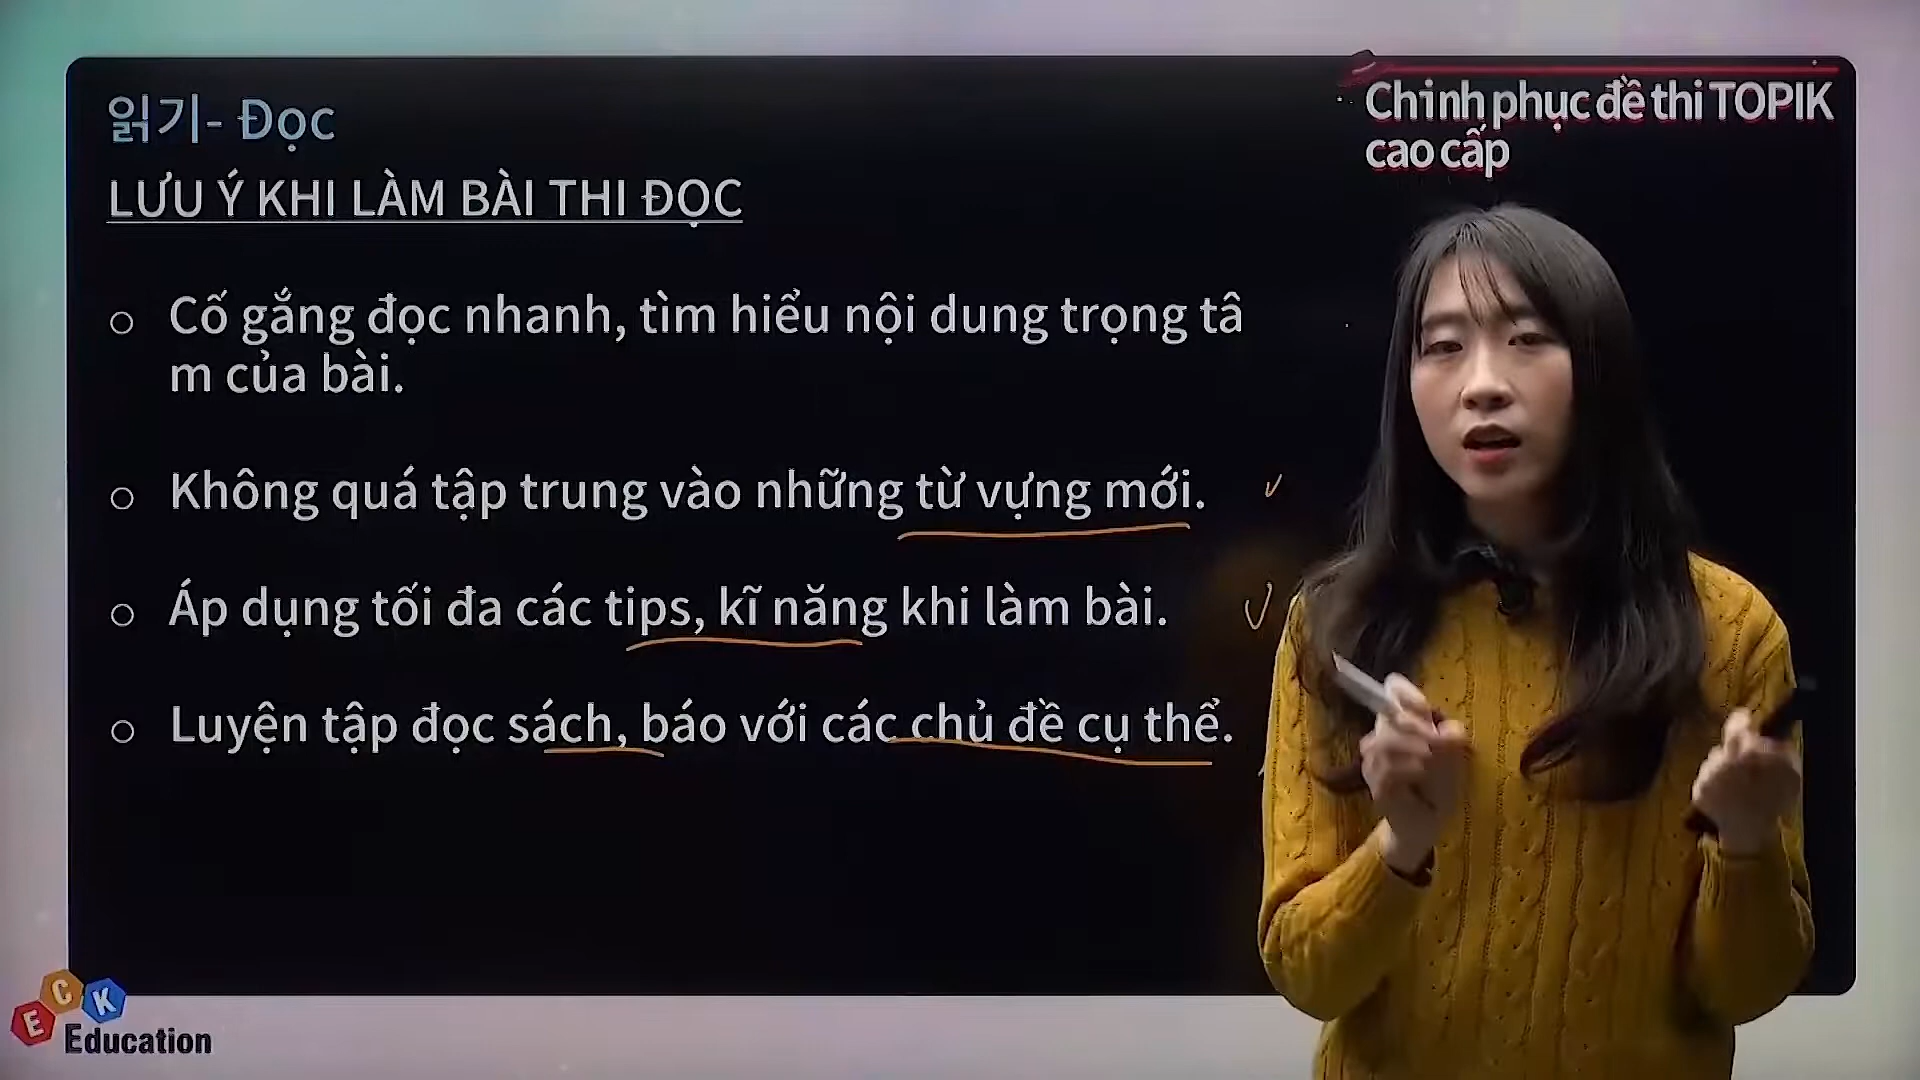 읽기- Đọc
Chinh phục đề thi TOPIK
cao cấp
LƯU Ý KHI LÀM BÀI THI ĐỌC
Cố gắng đọc nhanh, tìm hiểu nội dung trọng tâ
m của bài.
Không quá tập trung vào những từ vựng mới.
Áp dụng tối đa các tips, kĩ năng khi làm bài.
Luyện tập đọc sách, báo với các chủ đề cụ thể.
ECK
Education